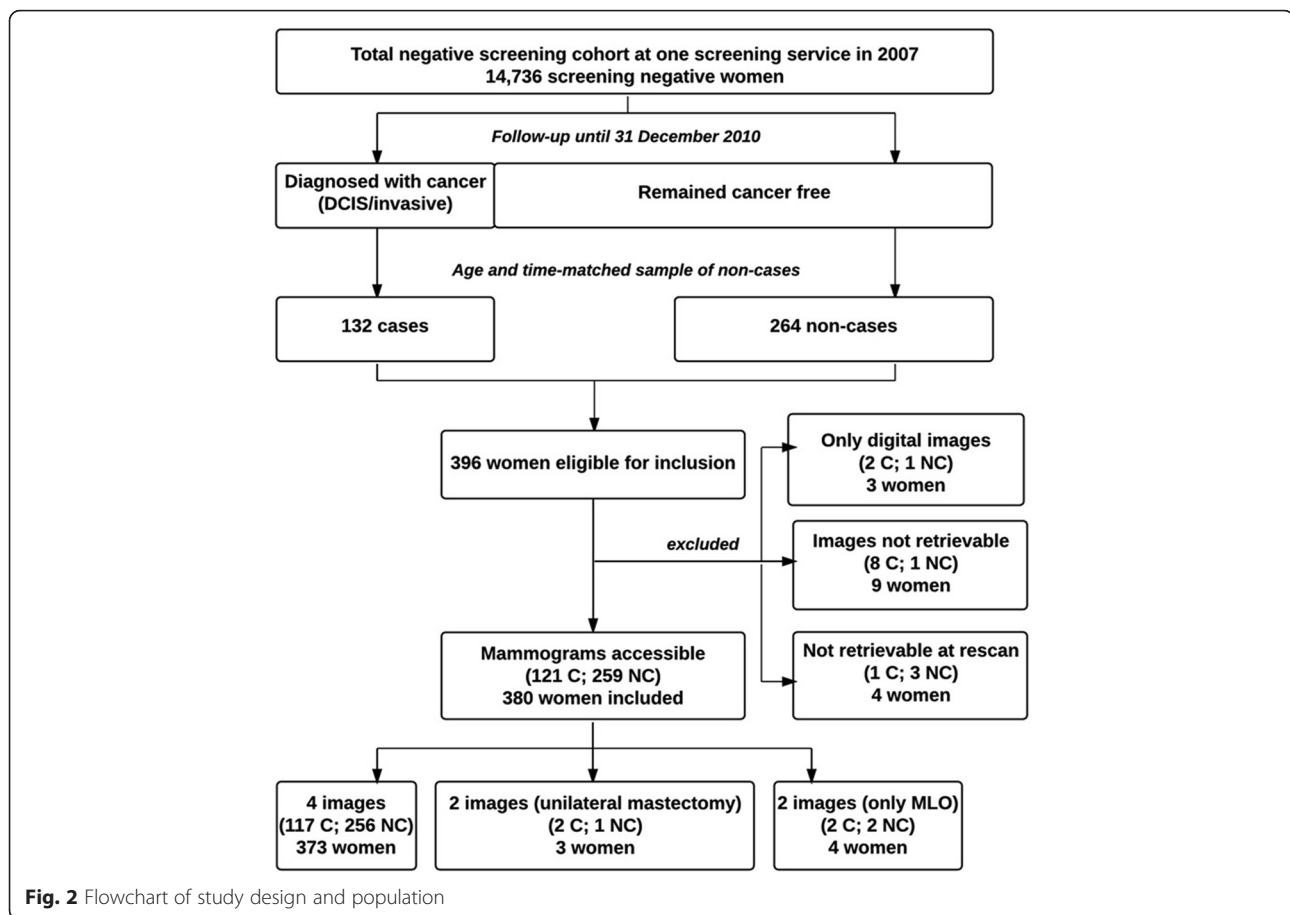 Total negative screening cohort at one screening service in 2007
14,736 screening negative women
Follow-up until 31 December 2010
Diagnosed with cancer
(DCIS/invasive)
Remained cancer free
Age and time-matched sample of non-cases
132 cases
264 non-cases
396 women eligible for inclusion
Only digital images
(2 C; 1 NC)
3 women
excluded
Images not retrievable
(8 C; 1 NC)
9 women
Mammograms accessible
(121 C; 259 NC)
380 women included
Not retrievable at rescan
(1 C; 3 NC)
4 women
4 images
(117 C; 256 NC)
373 women
2 images (unilateral mastectomy)
(2 C; 1 NC)
3 women
2 images (only MLO)
(2 C; 2 NC)
4 women
Fig. 2 Flowchart of study design and population